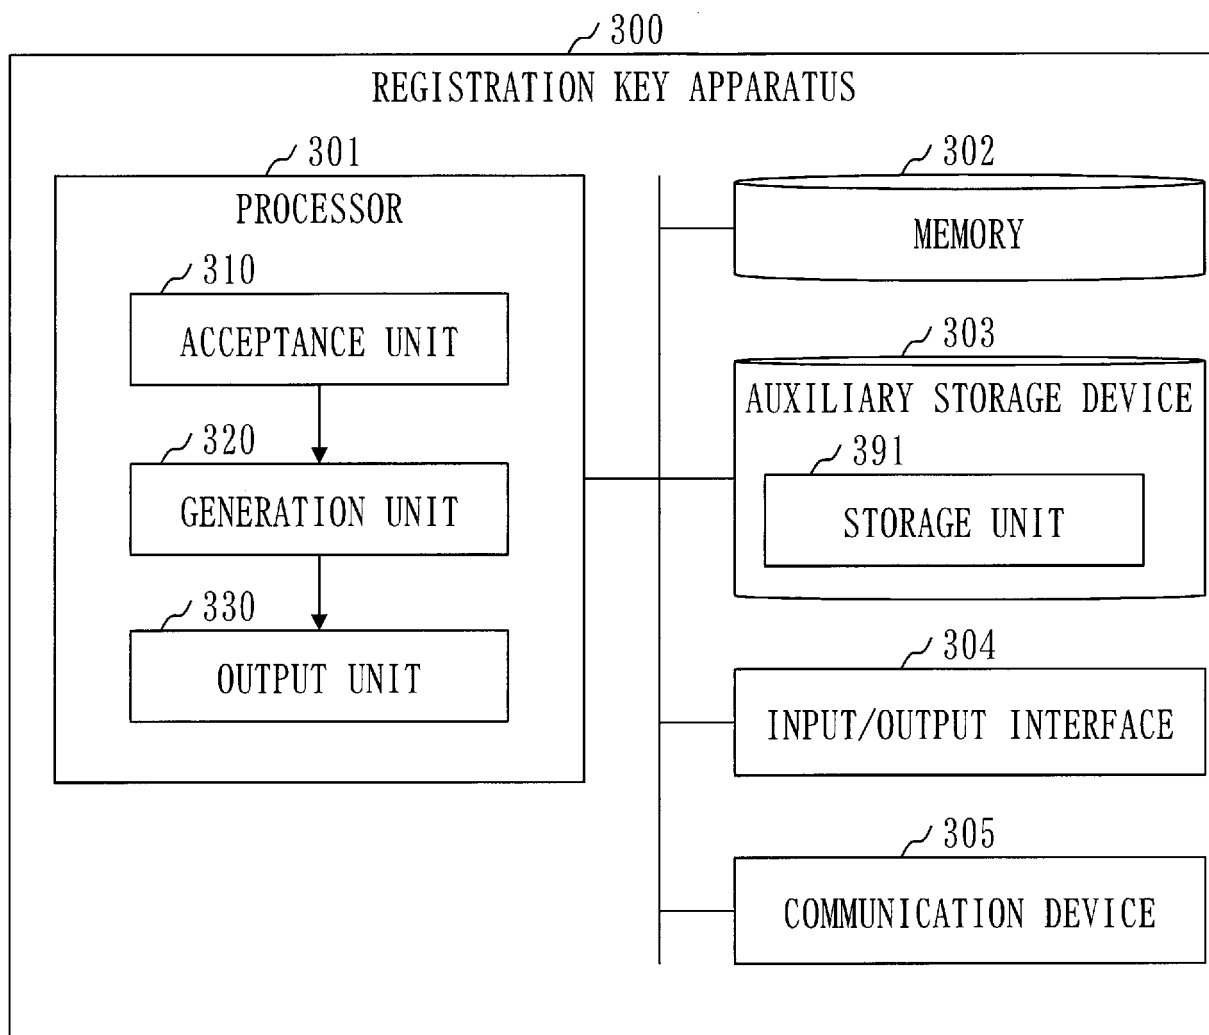 300
REGISTRATION KEY APPARATUS
301
PROCESSOR
310
ACCEPTANCE UNIT
320
GENERATION UNIT
330
OUTPUT UNIT
302
MEMORY
303
AUXILIARY STORAGE DEVICE
391
STORAGE UNIT
304
INPUT/OUTPUT INTERFACE
305
COMMUNICATION DEVICE